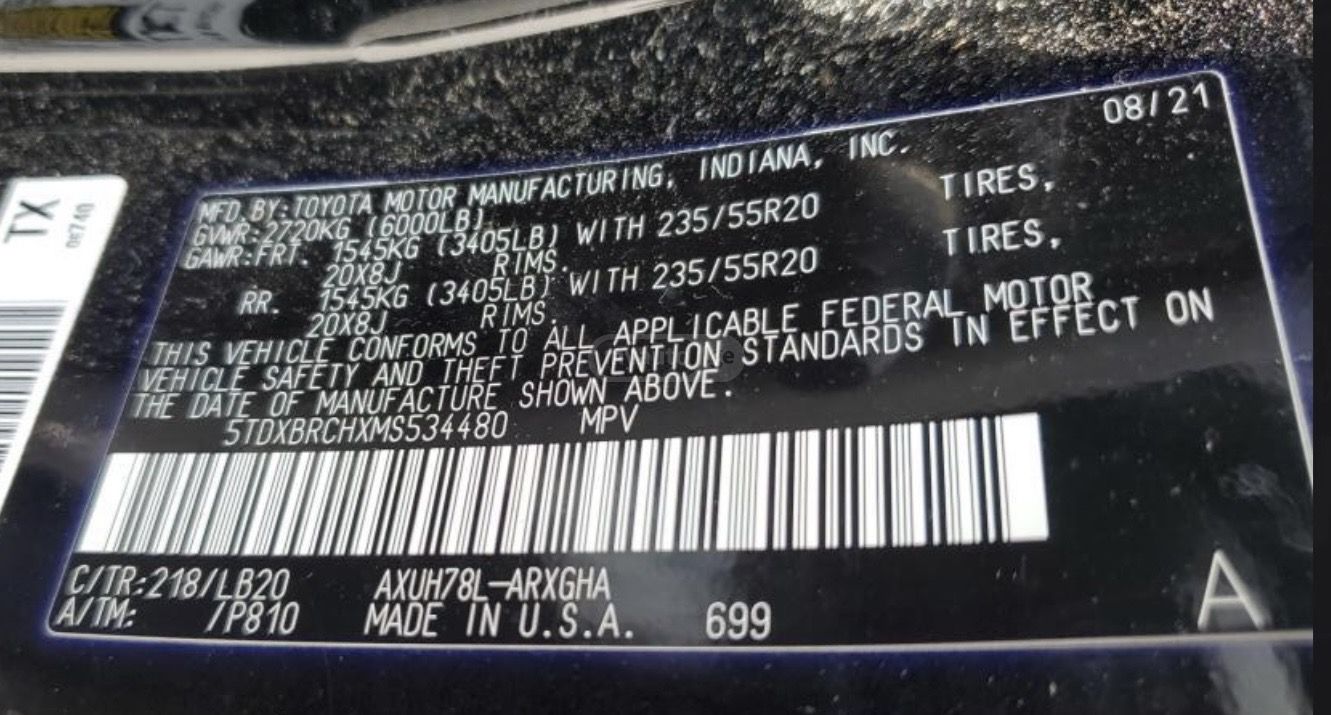 08/21
MFD. BY: TOYOTA MOTOR MANUFACTURING, INDIANA, INC.
GVWR: 2720KG (6000LB)
GAWR:FRT. 1545KG (3405LB) WITH 235/55R20 TIRES,
20X8J RIMS.
RR. 1545KG (3405LB) WITH 235/55R20 TIRES,
20X8J RIMS.
THIS VEHICLE CONFORMS TO ALL APPLICABLE FEDERAL MOTOR
VEHICLE SAFETY AND THEFT PREVENTION STANDARDS IN EFFECT ON
THE DATE OF MANUFACTURE SHOWN ABOVE.
5TDXBRCHXMS534480 MPV
C/TR:218/LB20 AXUH78L-ARXGHA
A/TM: /P810 MADE IN U.S.A. 699
A
TX